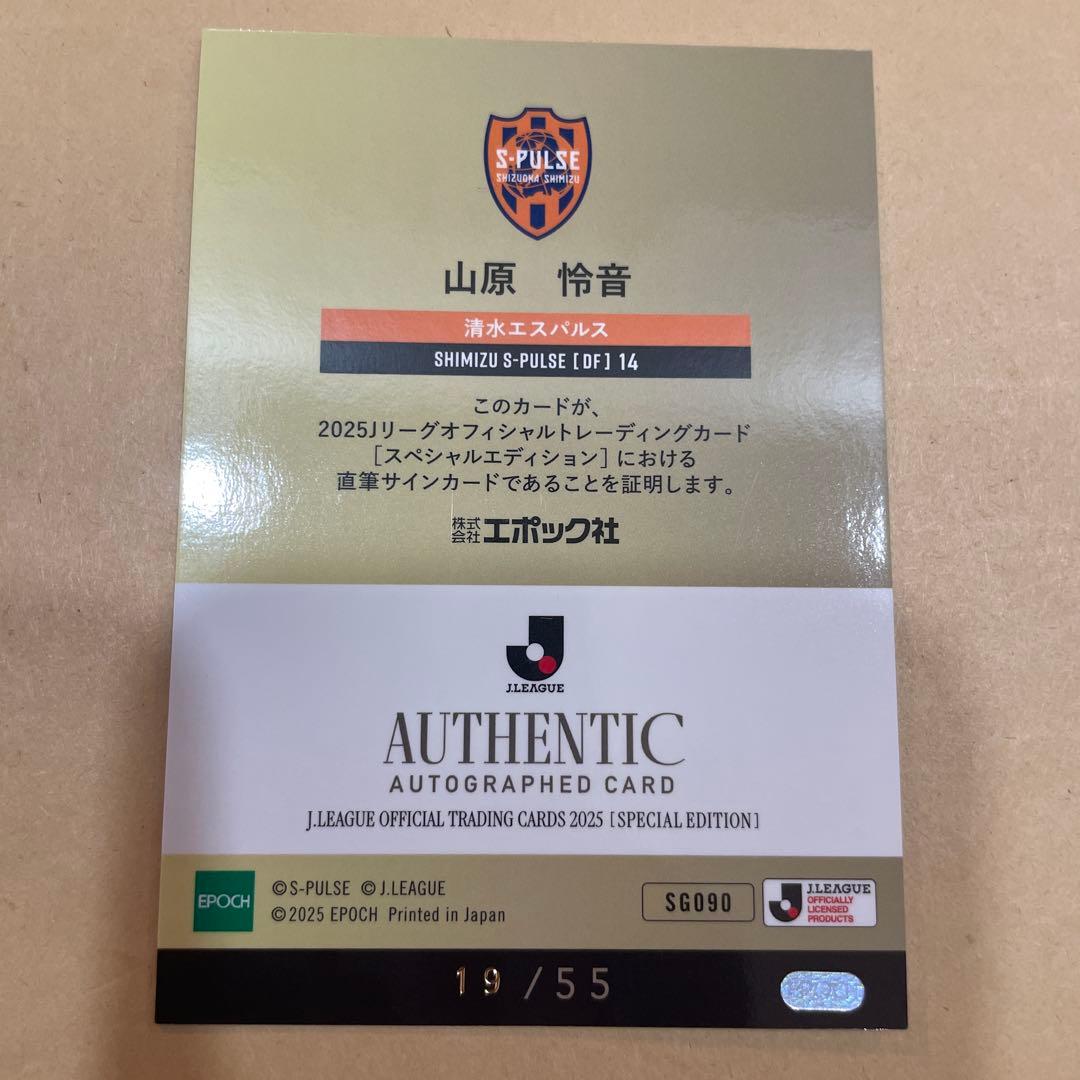 S-PULSE
SHIZUOKA SHIMIZU
山原 怜音
清水エスパルス
SHIMIZU S-PULSE [DF] 14
このカードが、
2025Jリーグオフィシャルトレーディングカード
[スペシャルエディション] における
直筆サインカードであることを証明します。
株式会社エポック社
J.LEAGUE
AUTHENTIC
AUTOGRAPHED CARD
J.LEAGUE OFFICIAL TRADING CARDS 2025 [SPECIAL EDITION]
EPOCH
©S-PULSE ©J.LEAGUE
©2025 EPOCH Printed in Japan
SG090
J.LEAGUE
OFFICIALLY
LICENSED
PRODUCTS
19 /55